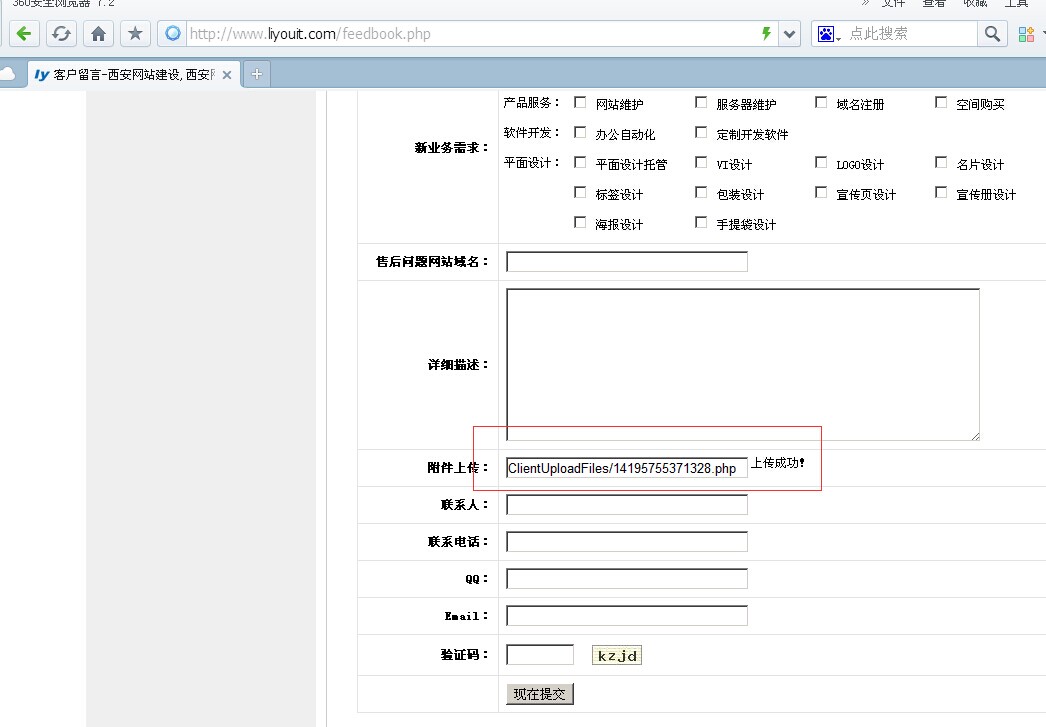 360安全浏览器 7.2
» 文件 查看 收藏 工具
http://www.liyouit.com/feedbook.php 点此搜索
ly 客户留言-西安网站建设,西安网
新业务需求：
产品服务： 网站维护 服务器维护 域名注册 空间购买
软件开发： 办公自动化 定制开发软件
平面设计： 平面设计托管 VI设计 LOGO设计 名片设计
标签设计 包装设计 宣传页设计 宣传册设计
海报设计 手提袋设计
售后问题网站域名：
详细描述：
附件上传： ClientUploadFiles/14195755371328.php 上传成功!
联系人：
联系电话：
QQ：
Email：
验证码： kzjd
现在提交